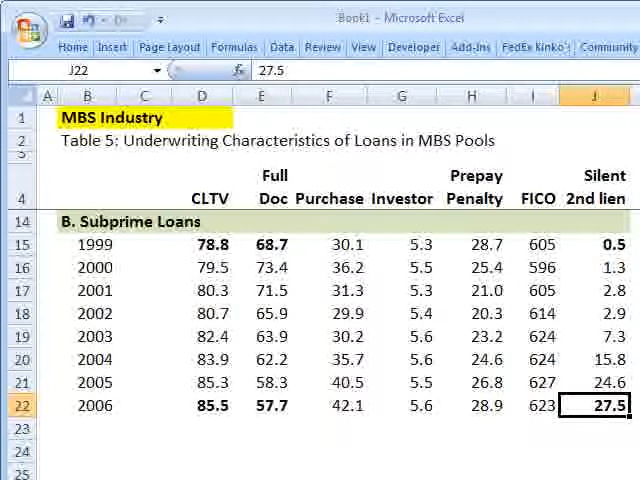 Book1 - Microsoft Excel
Home Insert Page Layout Formulas Data Review View Developer Add-Ins FedEx Kinko's Community
J22 fx 27.5
A B C D E F G H I J
1 MBS Industry
2 Table 5: Underwriting Characteristics of Loans in MBS Pools
3
Full Prepay Silent
4 CLTV Doc Purchase Investor Penalty FICO 2nd lien
14 B. Subprime Loans
15 1999 78.8 68.7 30.1 5.3 28.7 605 0.5
16 2000 79.5 73.4 36.2 5.5 25.4 596 1.3
17 2001 80.3 71.5 31.3 5.3 21.0 605 2.8
18 2002 80.7 65.9 29.9 5.4 20.3 614 2.9
19 2003 82.4 63.9 30.2 5.6 23.2 624 7.3
20 2004 83.9 62.2 35.7 5.6 24.6 624 15.8
21 2005 85.3 58.3 40.5 5.5 26.8 627 24.6
22 2006 85.5 57.7 42.1 5.6 28.9 623 27.5
23
24
25